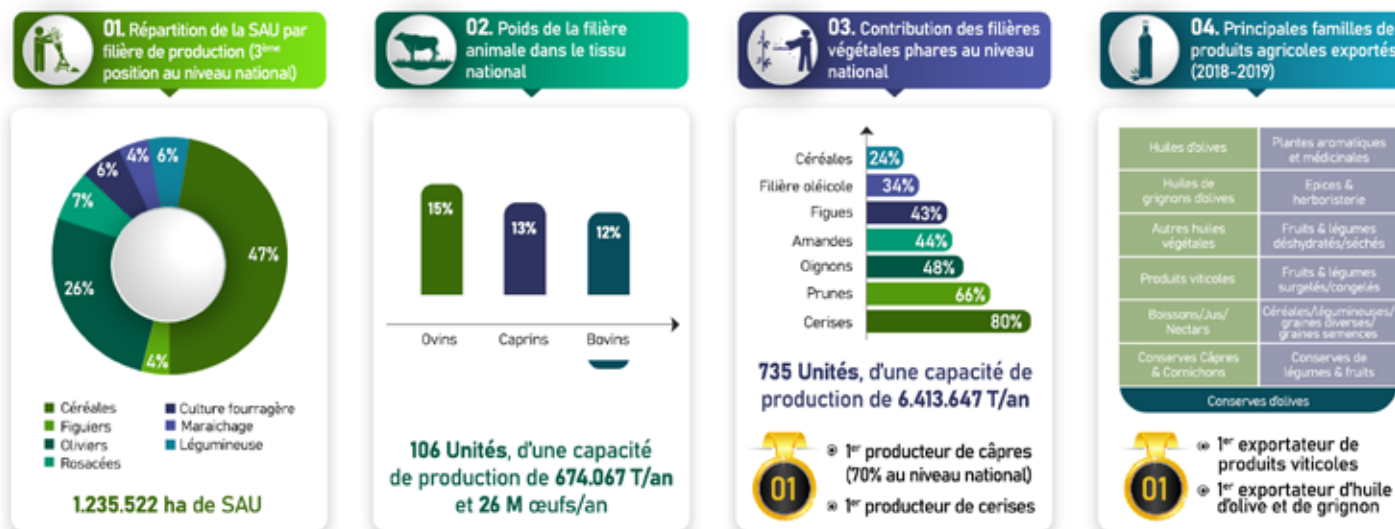 01. Répartition de la SAU par
filière de production (3ème
position au niveau national)
47%
26%
7%
6%
4%
6%
4%
Céréales
Figuiers
Oliviers
Rosacées
Culture fourragère
Maraichage
Légumineuse
1.235.522 ha de SAU
02. Poids de la filière
animale dans le tissu
national
15%
13%
12%
Ovins
Caprins
Bovins
106 Unités, d'une capacité
de production de 674.067 T/an
et 26 M œufs/an
03. Contribution des filières
végétales phares au niveau
national
Céréales 24%
Filière oléicole 34%
Figues 43%
Amandes 44%
Oignons 48%
Prunes 66%
Cerises 80%
735 Unités, d'une capacité de
production de 6.413.647 T/an
01
1er producteur de câpres
(70% au niveau national)
1er producteur de cerises
04. Principales familles de
produits agricoles exportés
(2018-2019)
Huiles d'olives
Plantes aromatiques
et médicinales
Huiles de
grignons d'olives
Epices &
herboristerie
Autres huiles
végétales
Fruits & légumes
déshydratés/séchés
Produits viticoles
Fruits & légumes
surgelés/congelés
Boissons/Jus/
Nectars
Céréales/légumineuses/
graines diverses/
graines semences
Conserves Câpres
& Cornichons
Conserves de
légumes & fruits
Conserves d'olives
01
1er exportateur de
produits viticoles
1er exportateur d'huile
d'olive et de grignon